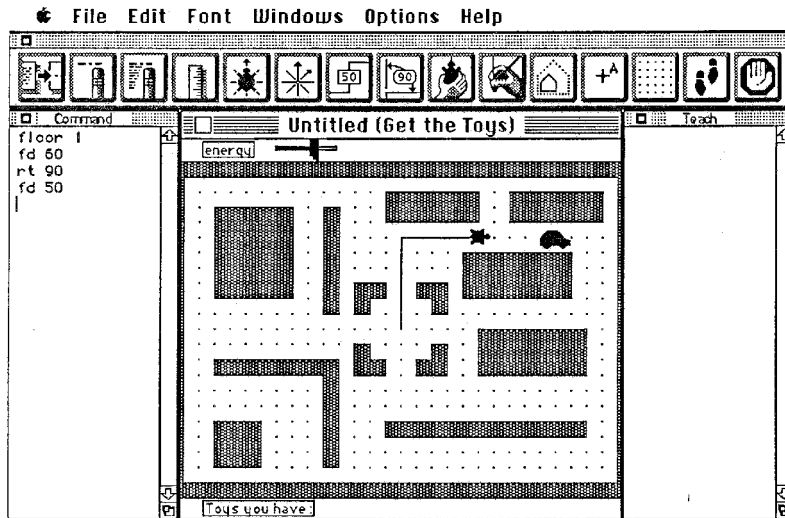 File Edit Font Windows Options Help
50
90
A
Command
Untitled (Get the Toys)
Teach
floor 1
fd 60
rt 90
fd 50
energy
Toys you have: